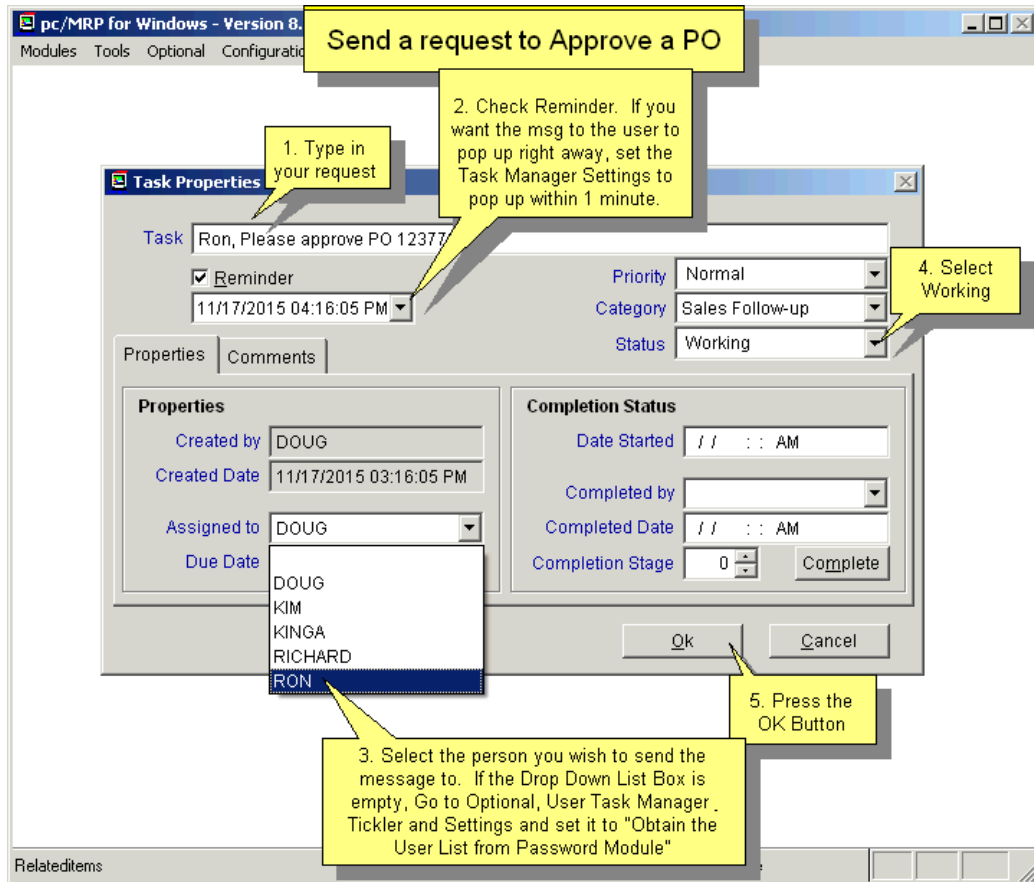 pc/MRP for Windows - Version 8.
Send a request to Approve a PO
Modules Tools Optional
2. Check Reminder. If you
want the msg to the user to
pop up right away, set the
Task Manager Settings to
pop up within 1 minute.
1. Type in
your request
Task Properties
Task Ron, Please approve PO 12377
Reminder
11/17/2015 04:16:05 PM
Priority Normal
Category Sales Follow-up
Status Working
4. Select
Working
Properties Comments
Properties
Created by DOUG
Created Date 11/17/2015 03:16:05 PM
Assigned to DOUG
Due Date
DOUG
KIM
KINGA
RICHARD
RON
Completion Status
Date Started / / : : AM
Completed by
Completed Date / / : : AM
Completion Stage 0 Complete
Ok Cancel
5. Press the
OK Button
3. Select the person you wish to send the
message to. If the Drop Down List Box is
empty, Go to Optional, User Task Manager
Tickler and Settings and set it to "Obtain the
User List from Password Module"
Relateditems